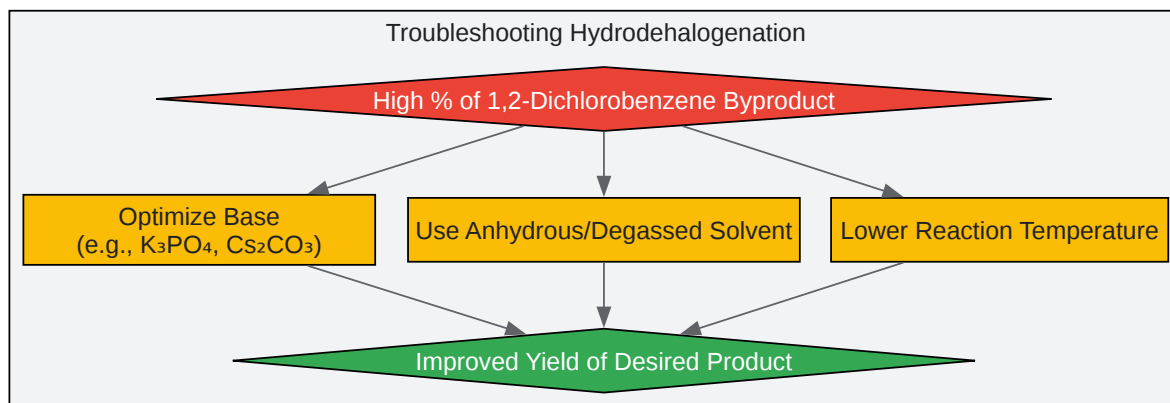 Troubleshooting Hydrodehalogenation
High % of 1,2-Dichlorobenzene Byproduct
Optimize Base
(e.g., K₃PO₄, Cs₂CO₃)
Use Anhydrous/Degassed Solvent
Lower Reaction Temperature
Improved Yield of Desired Product